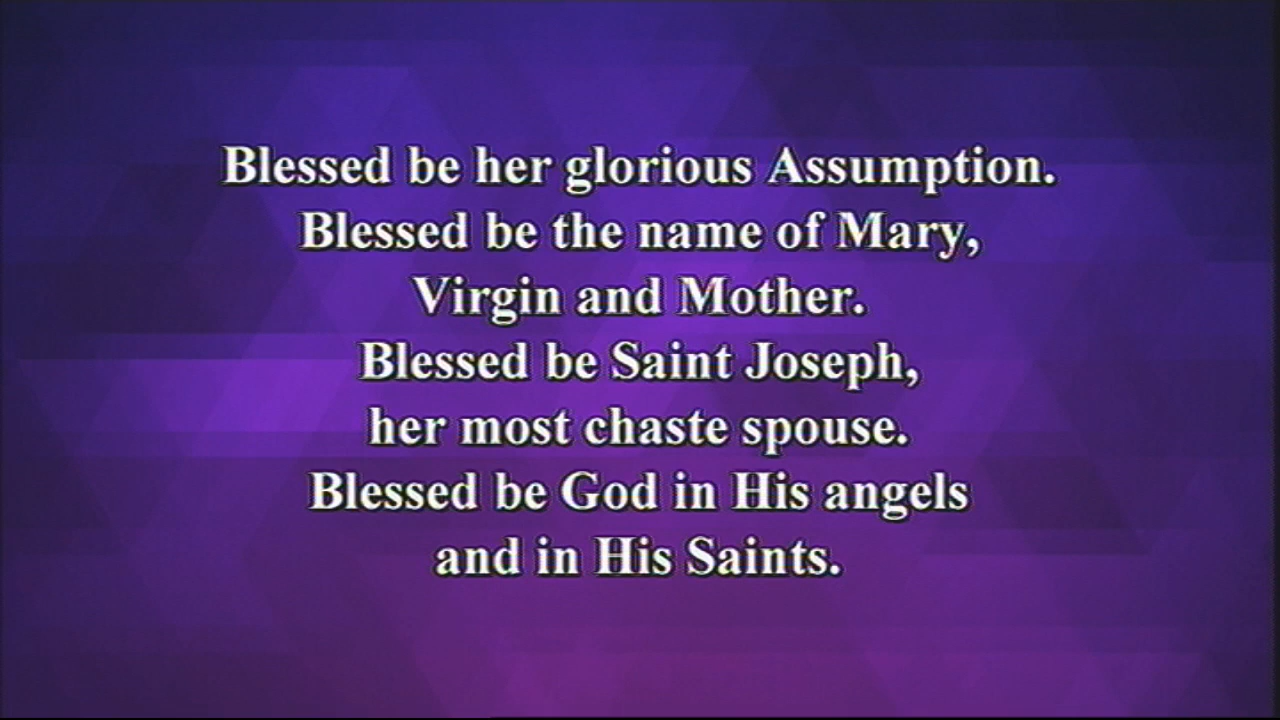 Blessed be her glorious Assumption.
Blessed be the name of Mary,
Virgin and Mother.
Blessed be Saint Joseph,
her most chaste spouse.
Blessed be God in His angels
and in His Saints.